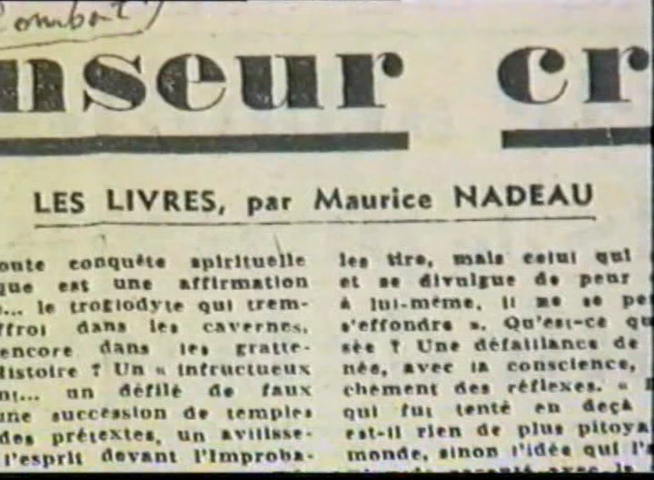 Combat)
nseur cr
LES LIVRES, par Maurice NADEAU
oute conquête spirituelle
que est une affirmation
... le troglodyte qui trem-
ffroi dans les cavernes,
encore dans les gratte-
Histoire ? Un « infructueux
nt... un défilé de faux
une succession de temples
des prétextes, un avilisse-
l'esprit devant l'Improba-
les tire, mais celui qui
et se divulgue de peur
à lui-même, il ne se pe
s'effondre ». Qu'est-ce qu
sée ? Une défaillance de
née, avec la conscience,
chement des réflexes. «
qui fut tenté en deçà
est-il rien de plus pitoya
monde, sinon l'idée qui l'a